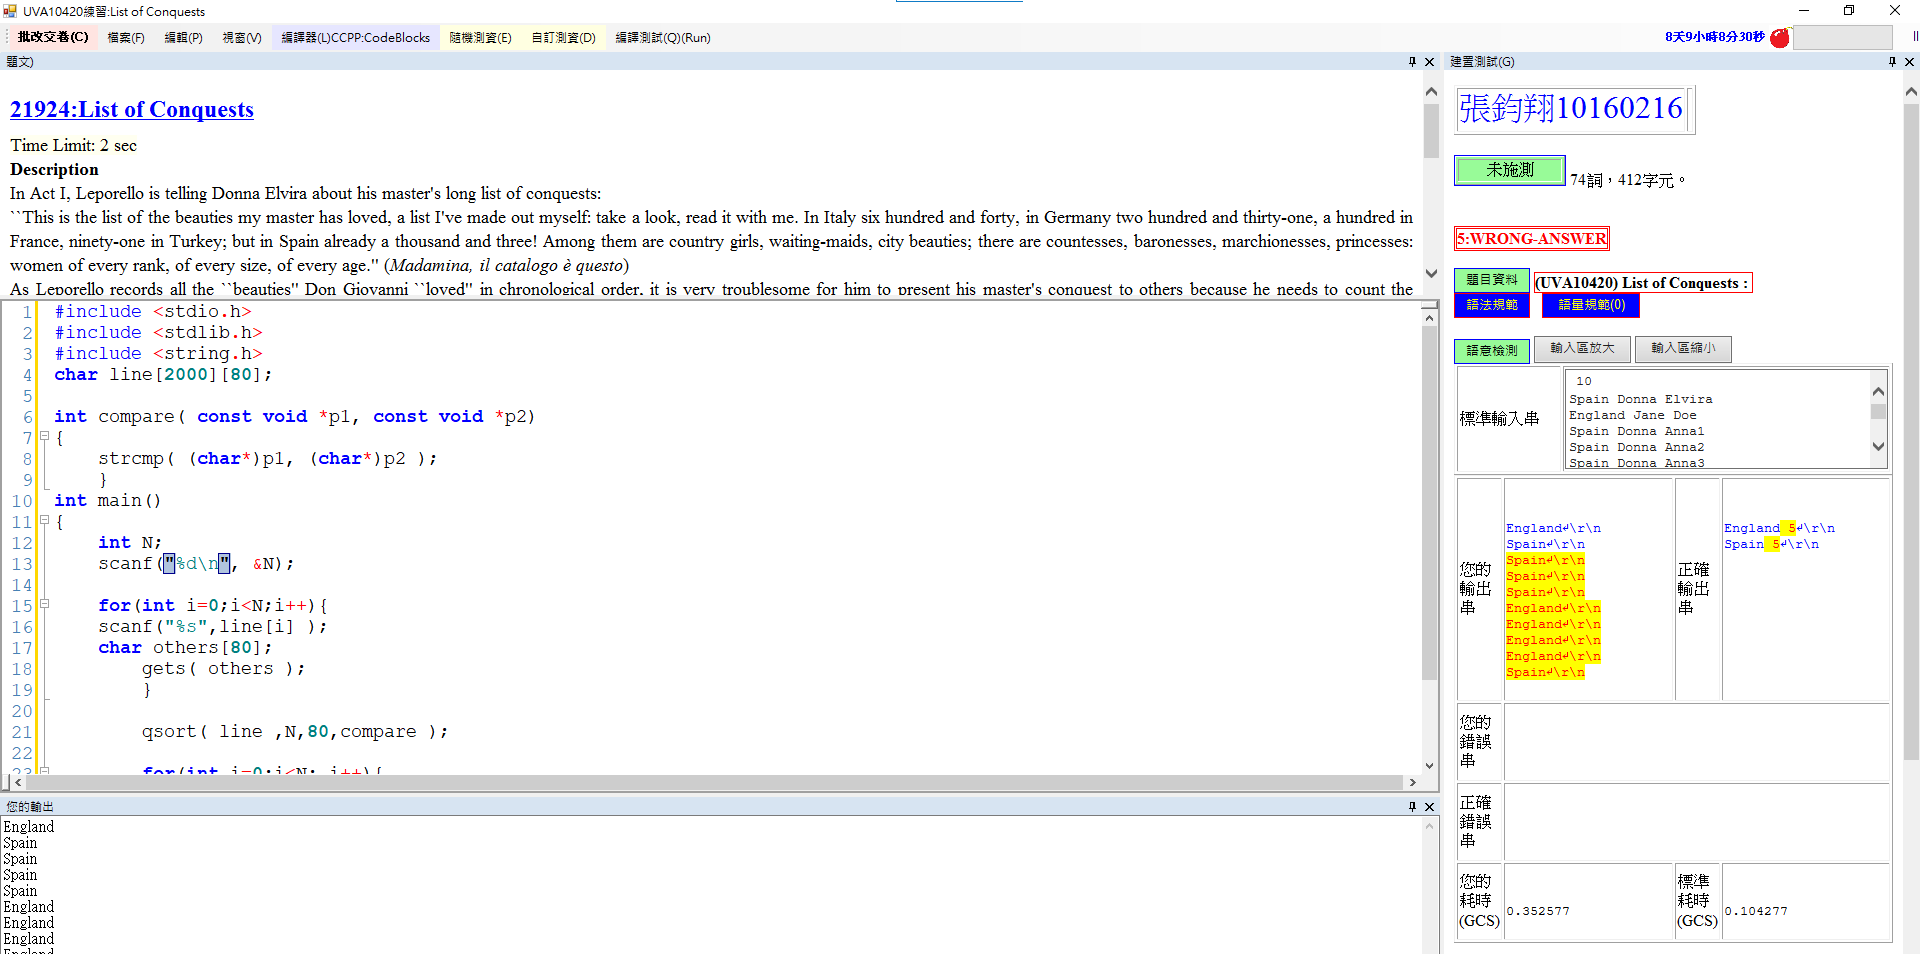 UVA10420練習:List of Conquests
批改交卷(C) 檔案(F) 編輯(P) 視窗(V) 編譯器(L)CCPP:CodeBlocks 隨機測資(E) 自訂測資(D) 編譯測試(Q)(Run) 8天9小時8分30秒
題文)
21924:List of Conquests
Time Limit: 2 sec
Description
In Act I, Leporello is telling Donna Elvira about his master's long list of conquests:
``This is the list of the beauties my master has loved, a list I've made out myself: take a look, read it with me. In Italy six hundred and forty, in Germany two hundred and thirty-one, a hundred in
France, ninety-one in Turkey; but in Spain already a thousand and three! Among them are country girls, waiting-maids, city beauties; there are countesses, baronesses, marchionesses, princesses:
women of every rank, of every size, of every age.'' (Madamina, il catalogo è questo)
As Leporello records all the ``beauties'' Don Giovanni ``loved'' in chronological order, it is very troublesome for him to present his master's conquest to others because he needs to count the
1 #include <stdio.h>
2 #include <stdlib.h>
3 #include <string.h>
4 char line[2000][80];
5
6 int compare( const void *p1, const void *p2)
7 {
8 strcmp( (char*)p1, (char*)p2 );
9 }
10 int main()
11 {
12 int N;
13 scanf("%d\n", &N);
14
15 for(int i=0;i<N;i++){
16 scanf("%s",line[i] );
17 char others[80];
18 gets( others );
19 }
20
21 qsort( line ,N,80,compare );
22
23 for(int i=0;i<N; i++){
您的輸出
England
Spain
Spain
Spain
Spain
England
England
England
England
建置測試(G)
張鈞翔10160216
未施測 74詞，412字元。
5:WRONG-ANSWER
題目資料 (UVA10420) List of Conquests :
語法規範 語量規範(0)
語意檢測 輸入區放大 輸入區縮小
標準輸入串
10
Spain Donna Elvira
England Jane Doe
Spain Donna Anna1
Spain Donna Anna2
Spain Donna Anna3
您的
輸出
串
England↲\r\n
Spain↲\r\n
Spain↲\r\n
Spain↲\r\n
Spain↲\r\n
England↲\r\n
England↲\r\n
England↲\r\n
England↲\r\n
Spain↲\r\n
正確
輸出
串
England 5↲\r\n
Spain 5↲\r\n
您的
錯誤
串
正確
錯誤
串
您的
耗時
(GCS)
0.352577
標準
耗時
(GCS)
0.104277